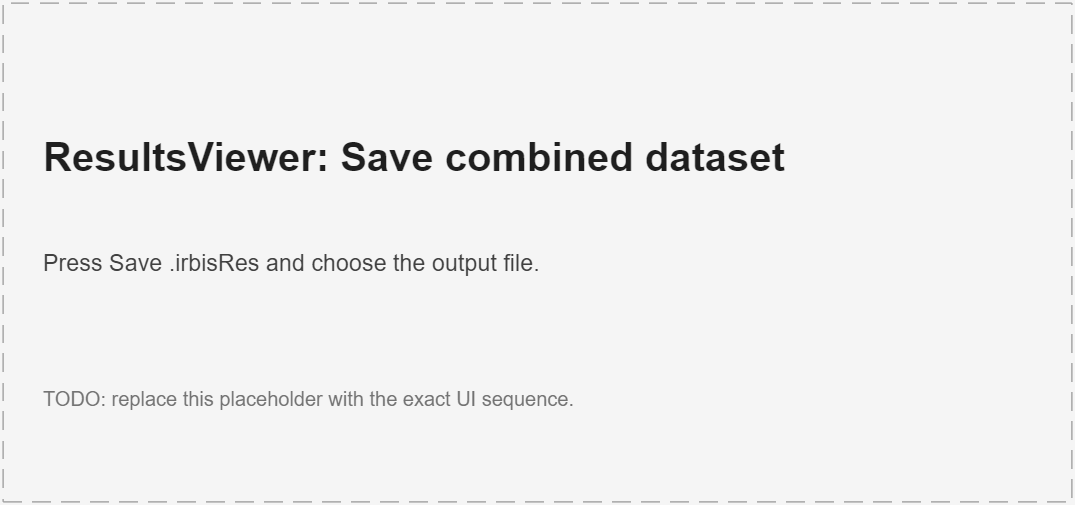 ResultsViewer: Save combined dataset
Press Save .irbisRes and choose the output file.
TODO: replace this placeholder with the exact UI sequence.